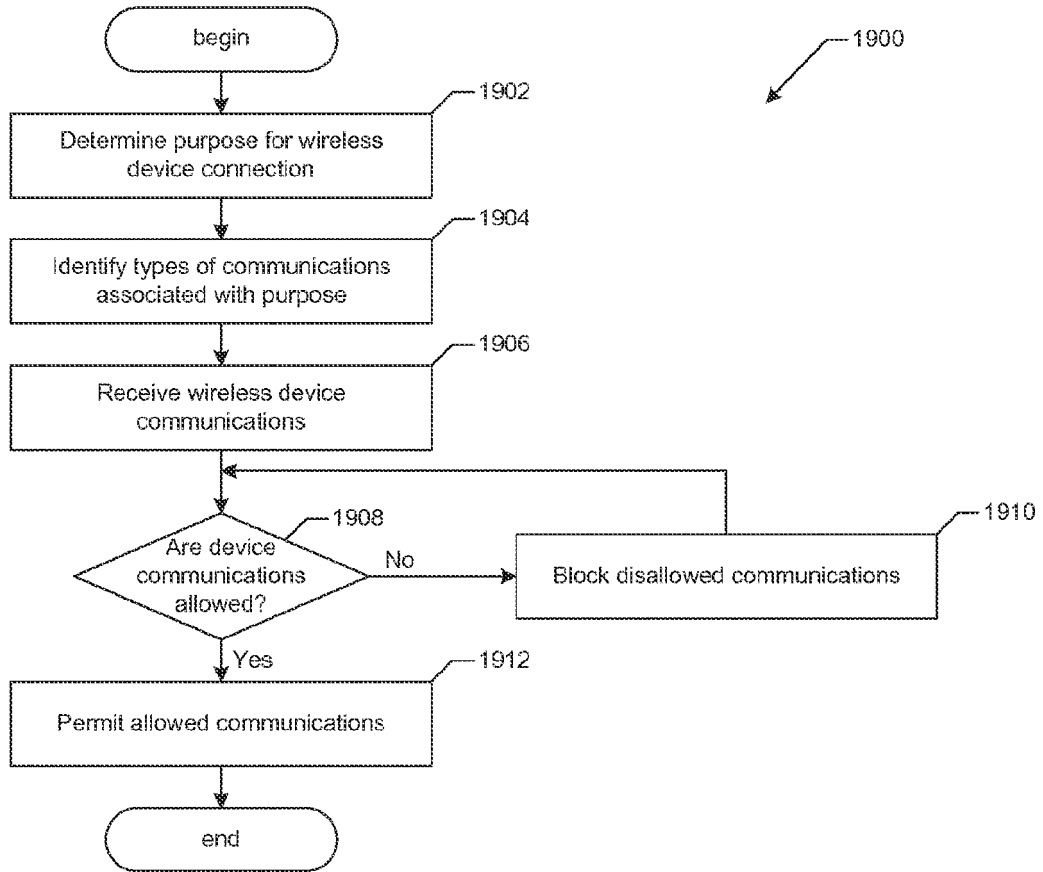 begin
1900
1902
Determine purpose for wireless
device connection
1904
Identify types of communications
associated with purpose
1906
Receive wireless device
communications
1908
Are device
communications
allowed?
No
1910
Block disallowed communications
Yes
1912
Permit allowed communications
end